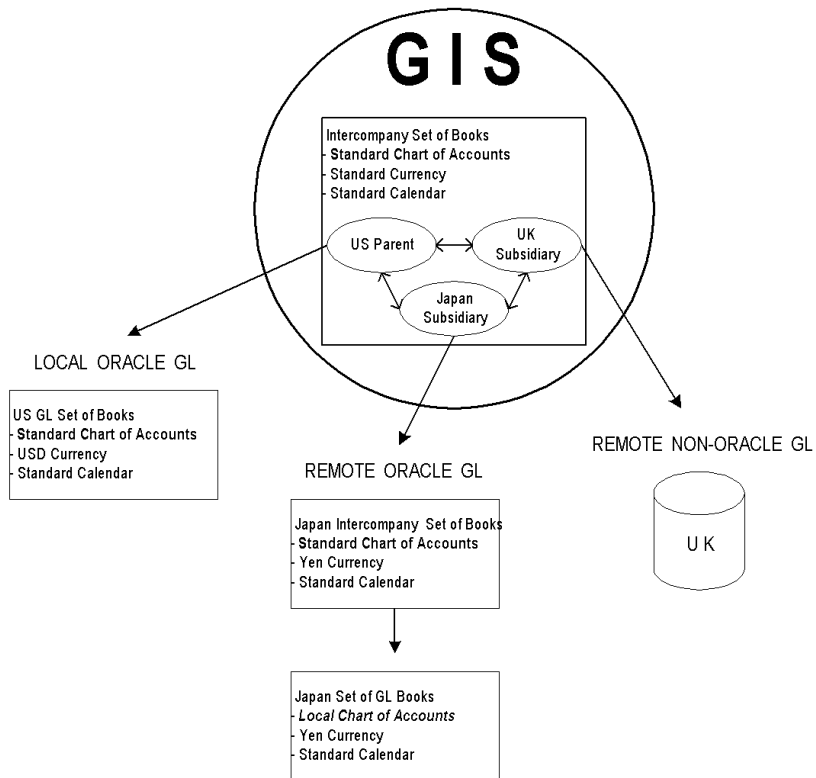 G I S
Intercompany Set of Books
- Standard Chart of Accounts
- Standard Currency
- Standard Calendar
US Parent
UK
Subsidiary
Japan
Subsidiary
LOCAL ORACLE GL
US GL Set of Books
- Standard Chart of Accounts
- USD Currency
- Standard Calendar
REMOTE ORACLE GL
Japan Intercompany Set of Books
- Standard Chart of Accounts
- Yen Currency
- Standard Calendar
REMOTE NON-ORACLE GL
U K
Japan Set of GL Books
- Local Chart of Accounts
- Yen Currency
- Standard Calendar